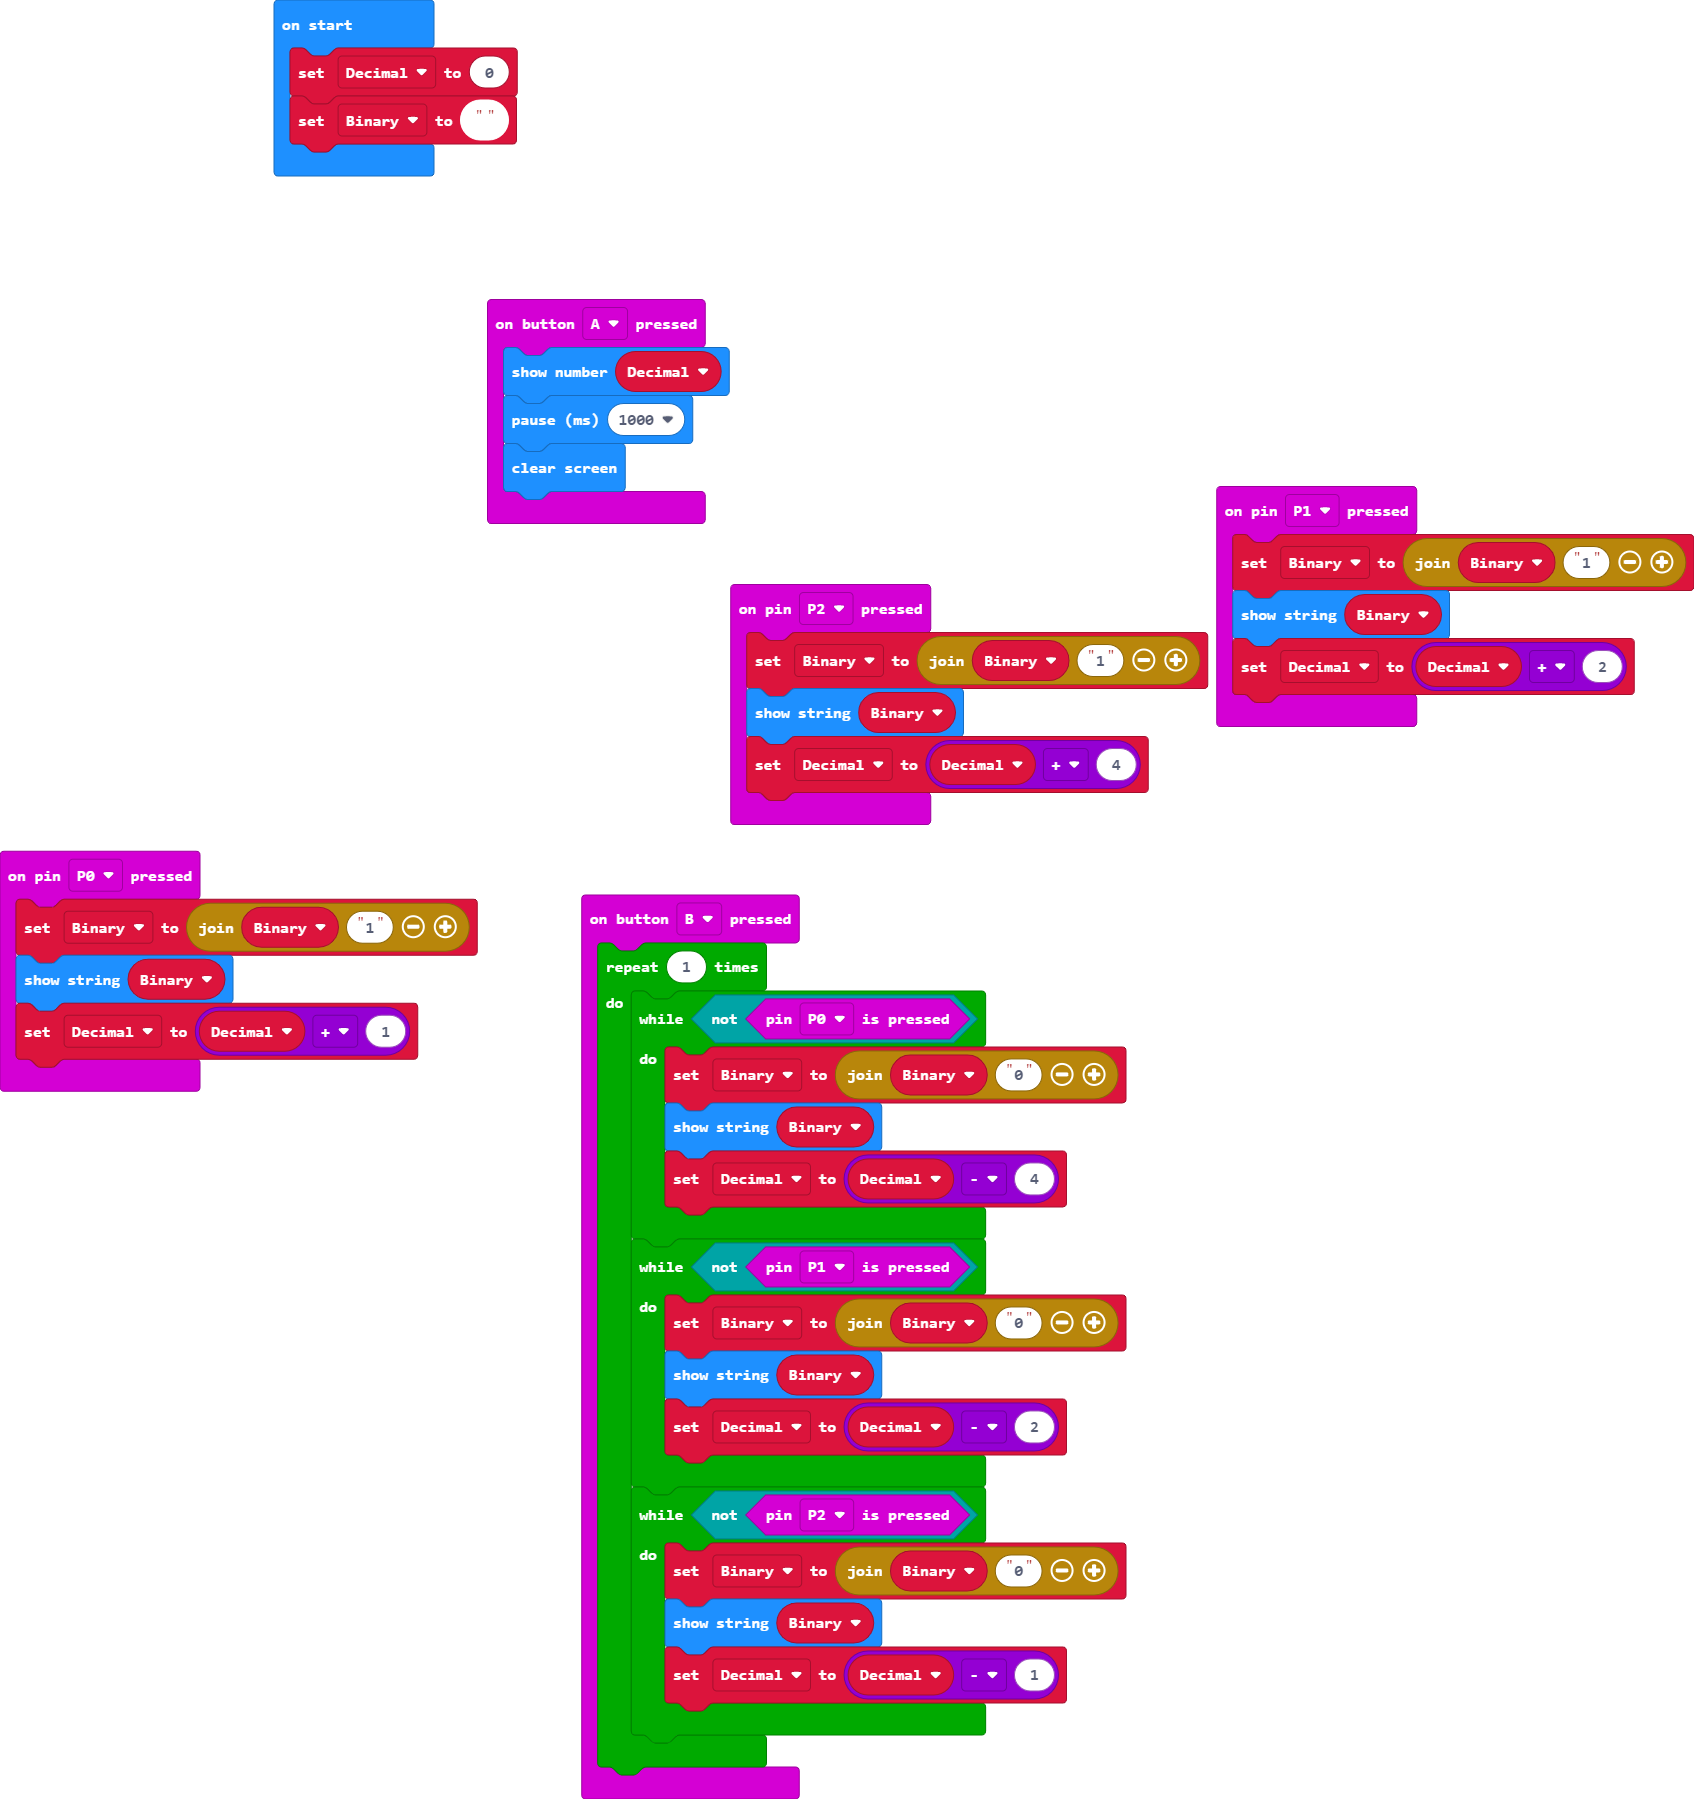 on start
set Decimal to 0
set Binary to " "
on button A pressed
show number Decimal
pause (ms) 1000
clear screen
on pin P1 pressed
set Binary to join Binary "1"
show string Binary
set Decimal to Decimal + 2
on pin P2 pressed
set Binary to join Binary "1"
show string Binary
set Decimal to Decimal + 4
on pin P0 pressed
set Binary to join Binary "1"
show string Binary
set Decimal to Decimal + 1
on button B pressed
repeat 1 times
do
while not pin P0 is pressed
do
set Binary to join Binary "0"
show string Binary
set Decimal to Decimal - 4
while not pin P1 is pressed
do
set Binary to join Binary "0"
show string Binary
set Decimal to Decimal - 2
while not pin P2 is pressed
do
set Binary to join Binary "0"
show string Binary
set Decimal to Decimal - 1